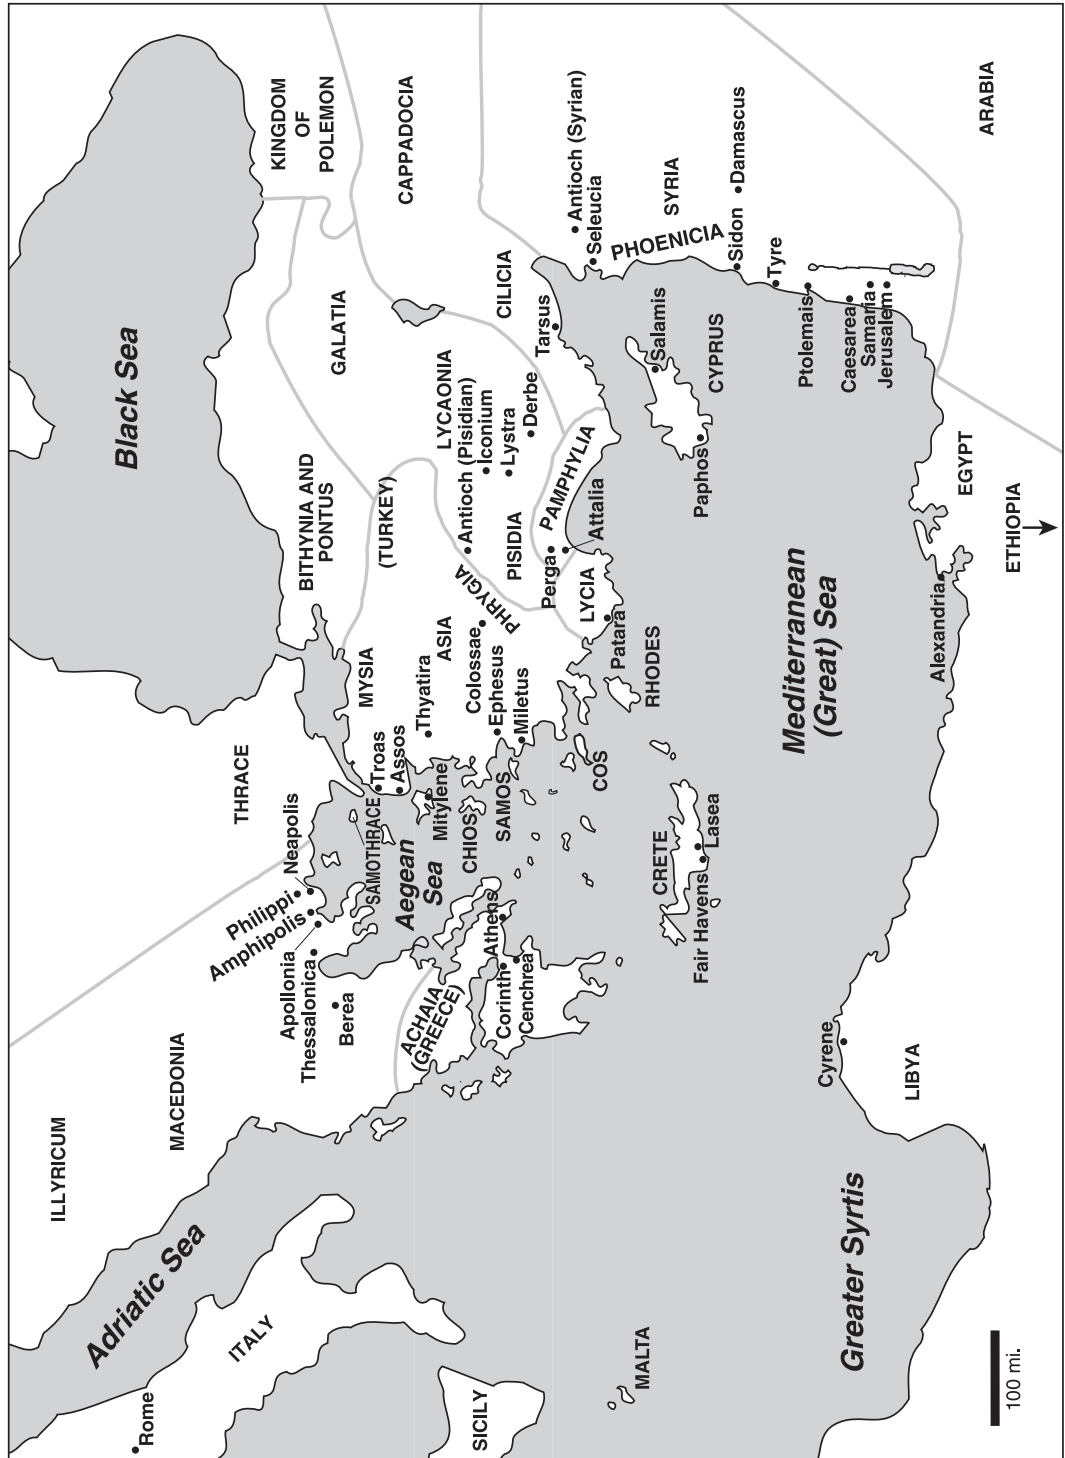 ILLYRICUM
MACEDONIA
THRACE
Black Sea
Adriatic Sea
ITALY
Rome
SICILY
MALTA
Philippi
Neapolis
Amphipolis
Apollonia
Thessalonica
Berea
ACHAIA
(GREECE)
Corinth
Cenchrea
Athens
Aegean
Sea
SAMOTHRACE
Troas
Assos
Mitylene
CHIOS
SAMOS
COS
RHODES
CRETE
Fair Havens
Lasea
MYSIA
ASIA
Thyatira
Colossae
Ephesus
Miletus
PHRYGIA
BITHYNIA AND
PONTUS
(TURKEY)
GALATIA
KINGDOM
OF
POLEMON
CAPPADOCIA
LYCAONIA
Antioch (Pisidian)
Iconium
Lystra
Derbe
PISIDIA
PAMPHYLIA
Perga
Attalia
LYCIA
Patara
CILICIA
Tarsus
Antioch (Syrian)
Seleucia
SYRIA
PHOENICIA
Damascus
Sidon
Tyre
Ptolemais
Caesarea
Samaria
Jerusalem
Salamis
CYPRUS
Paphos
ARABIA
EGYPT
ETHIOPIA
Alexandria
Mediterranean
(Great) Sea
Cyrene
LIBYA
Greater Syrtis
100 mi.